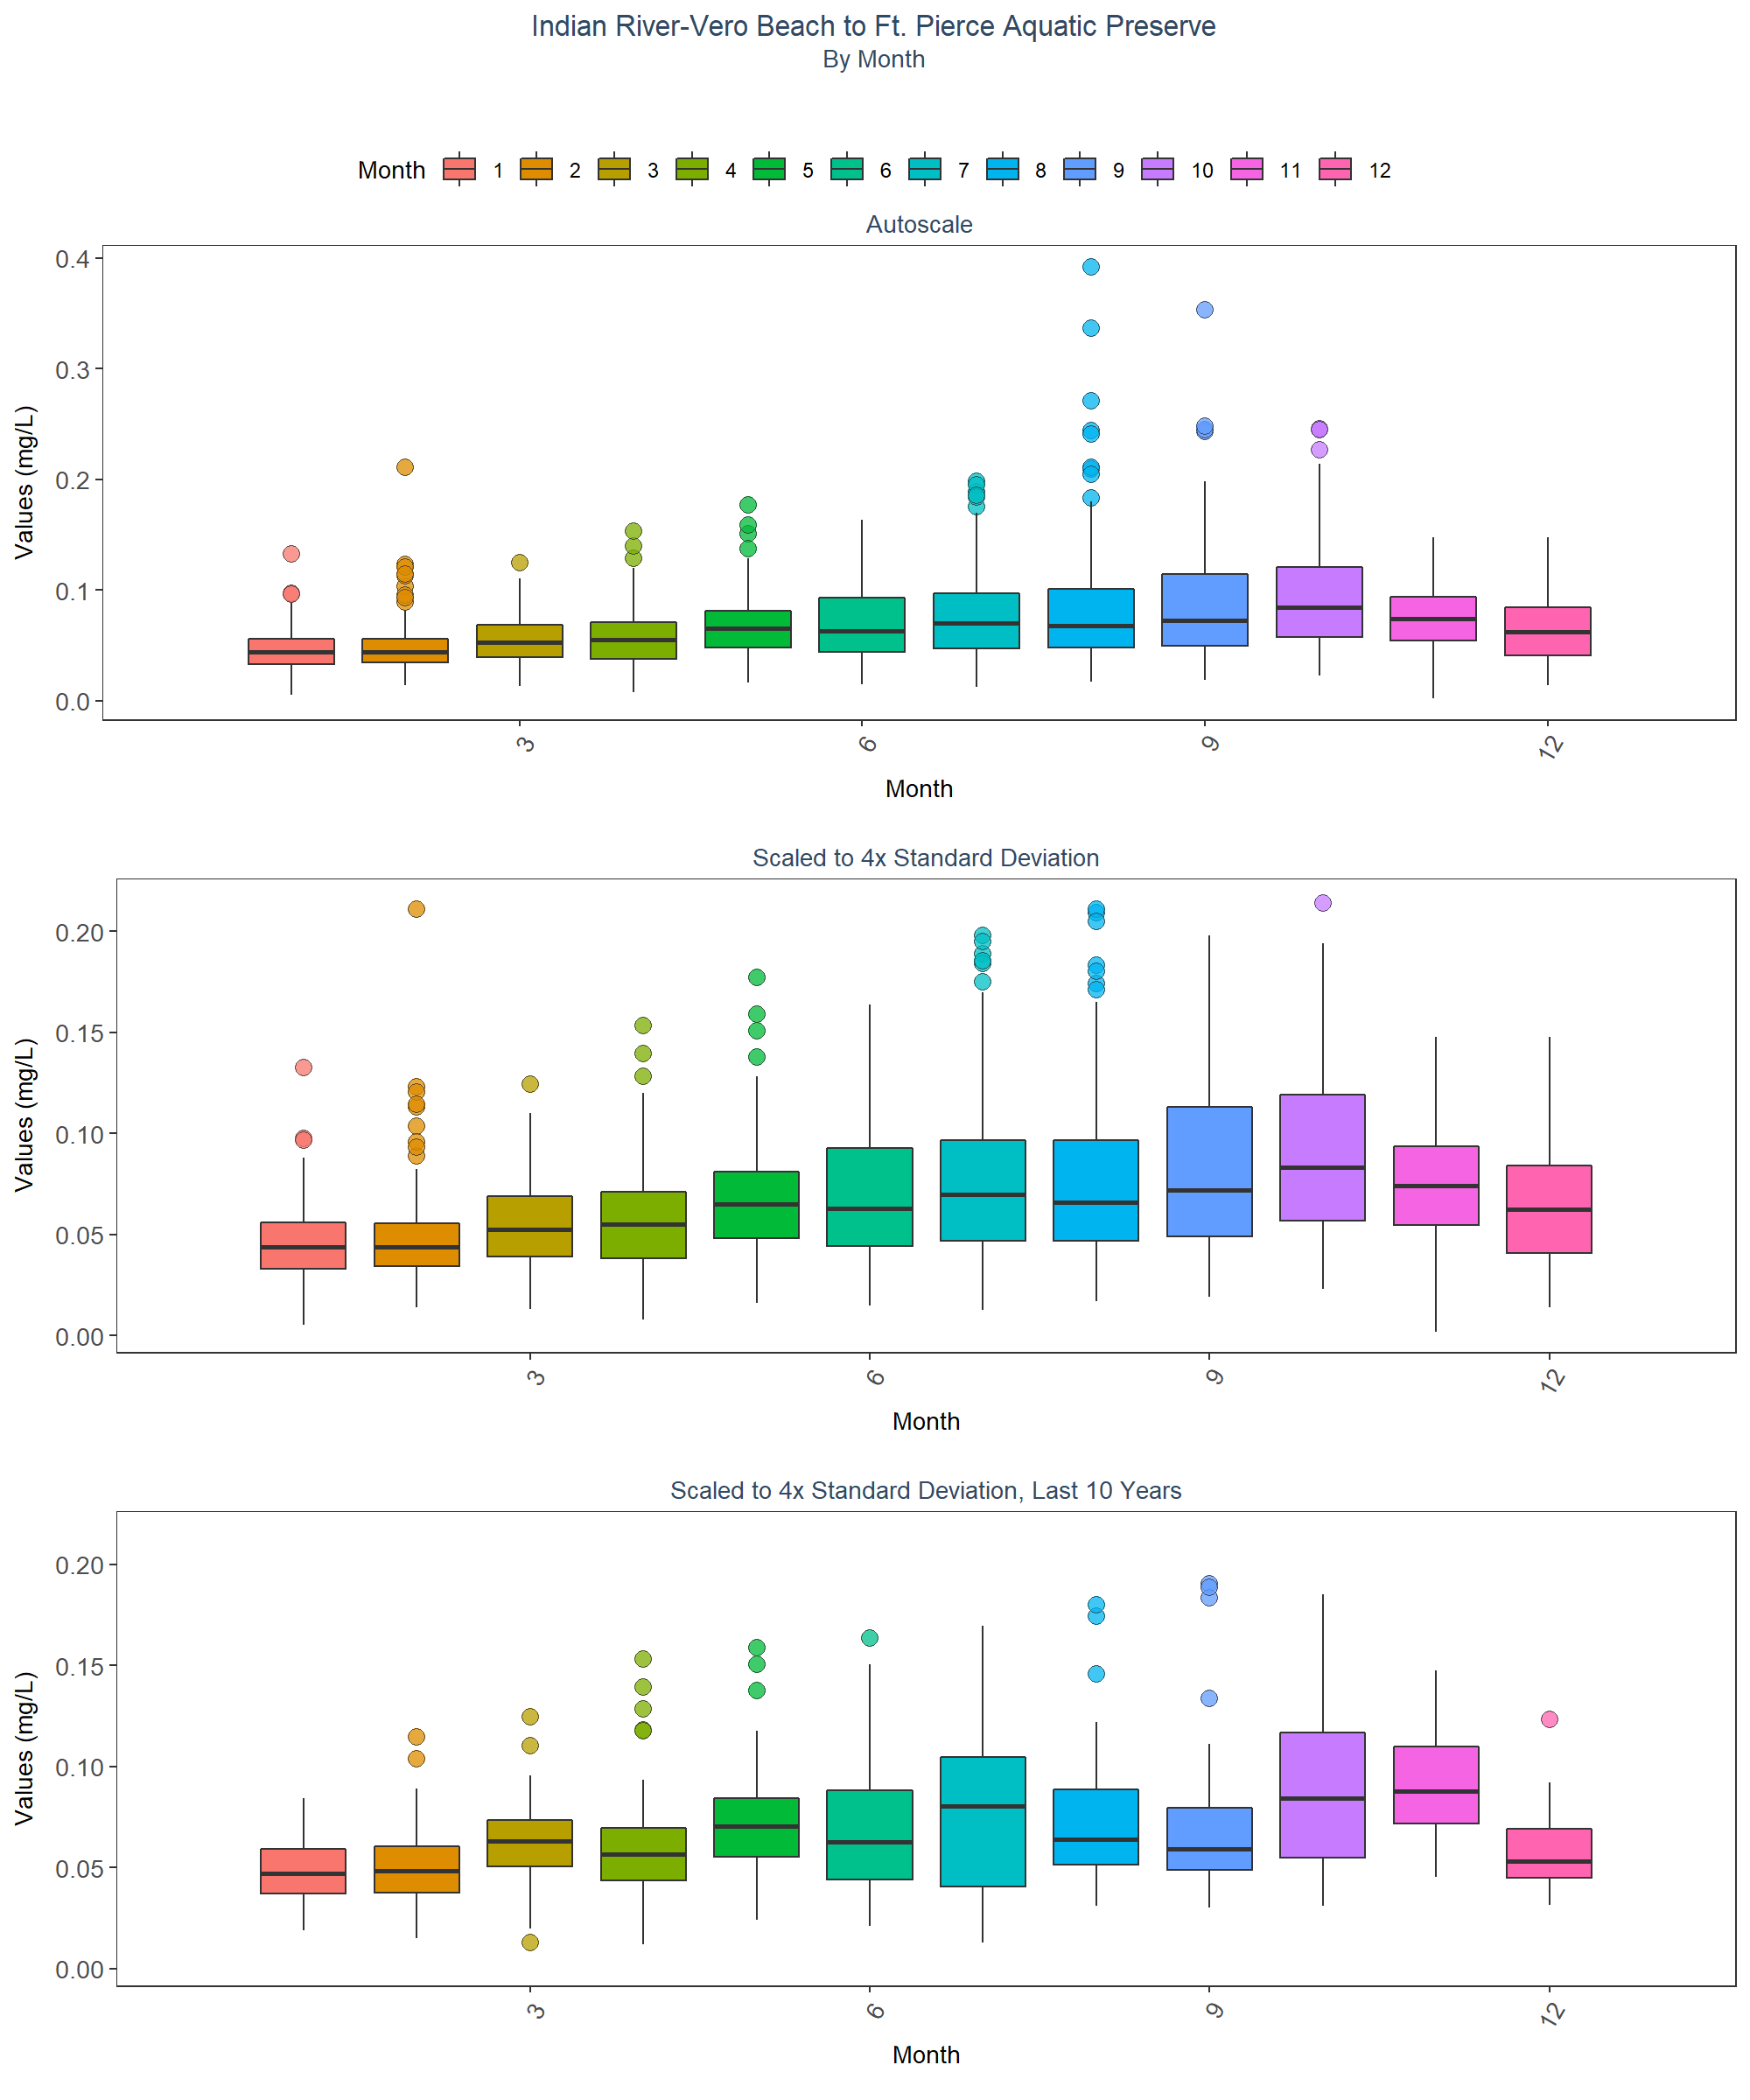 Indian River-Vero Beach to Ft. Pierce Aquatic Preserve
By Month
Month 1 2 3 4 5 6 7 8 9 10 11 12
Autoscale
Values (mg/L)
0.4
0.3
0.2
0.1
0.0
3 6 9 12
Month
Scaled to 4x Standard Deviation
Values (mg/L)
0.20
0.15
0.10
0.05
0.00
3 6 9 12
Month
Scaled to 4x Standard Deviation, Last 10 Years
Values (mg/L)
0.20
0.15
0.10
0.05
0.00
3 6 9 12
Month